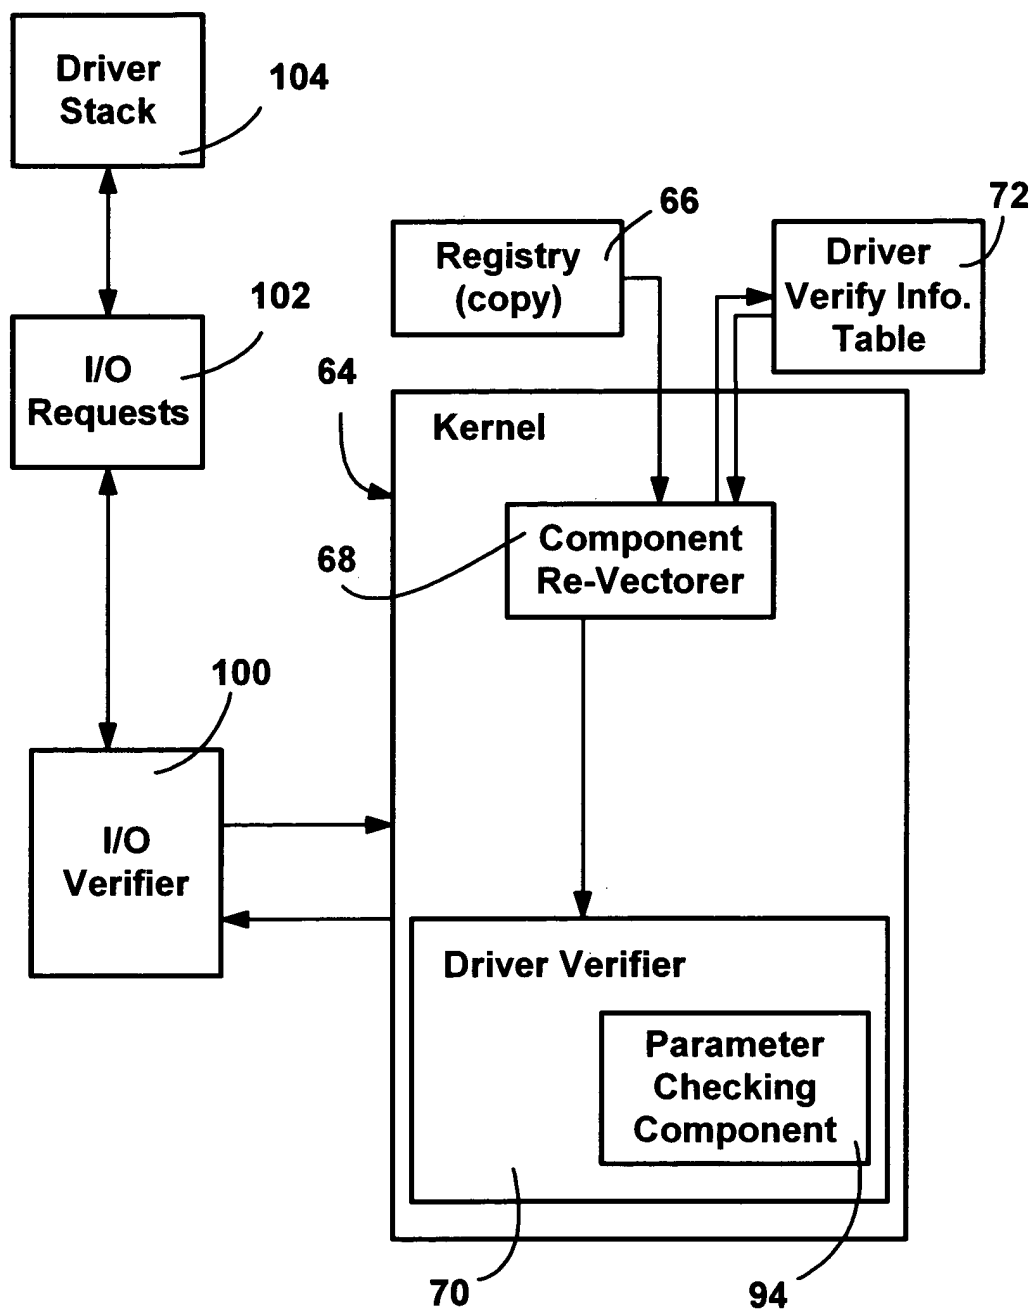 Driver
Stack
104
66
72
Registry
(copy)
Driver
Verify Info.
Table
102
I/O
Requests
64
Kernel
68
Component
Re-Vectorer
100
I/O
Verifier
Driver Verifier
Parameter
Checking
Component
70
94